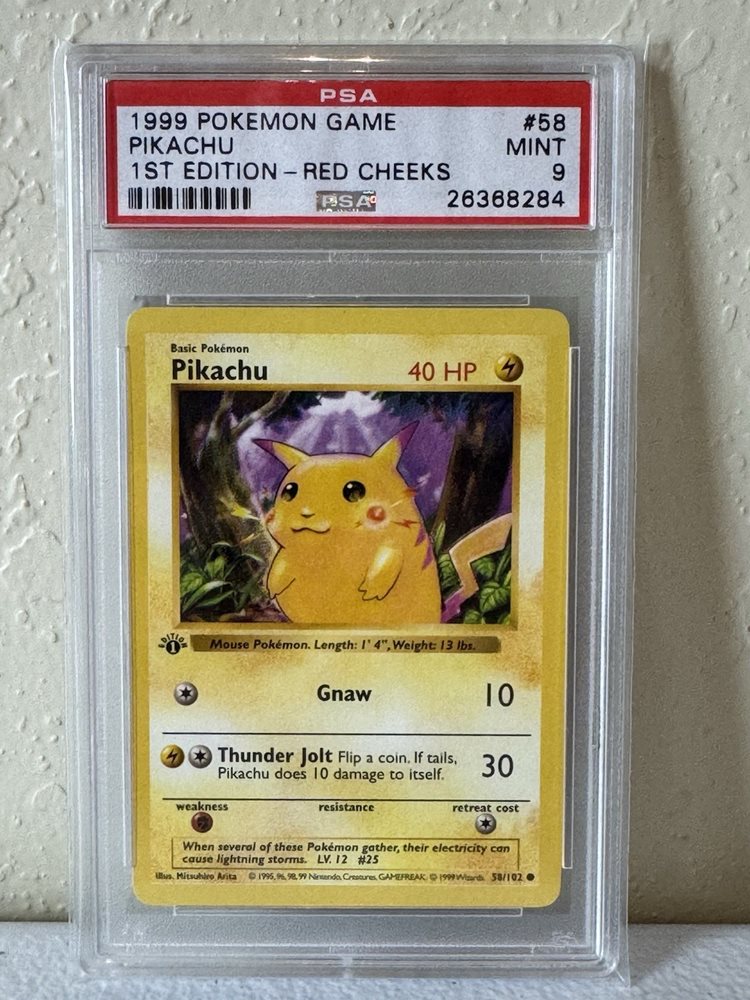 PSA
1999 POKEMON GAME #58
PIKACHU MINT
1ST EDITION - RED CHEEKS 9
PSA 26368284
Basic Pokémon
Pikachu 40 HP
EDITION 1
Mouse Pokémon. Length: 1' 4", Weight: 13 lbs.
Gnaw 10
Thunder Jolt Flip a coin. If tails, 30
Pikachu does 10 damage to itself.
weakness resistance retreat cost
When several of these Pokémon gather, their electricity can
cause lightning storms. LV. 12 #25
Illus. Mitsuhiro Arita © 1995, 96, 98, 99 Nintendo, Creatures, GAMEFREAK. © 1999 Wizards. 58/102